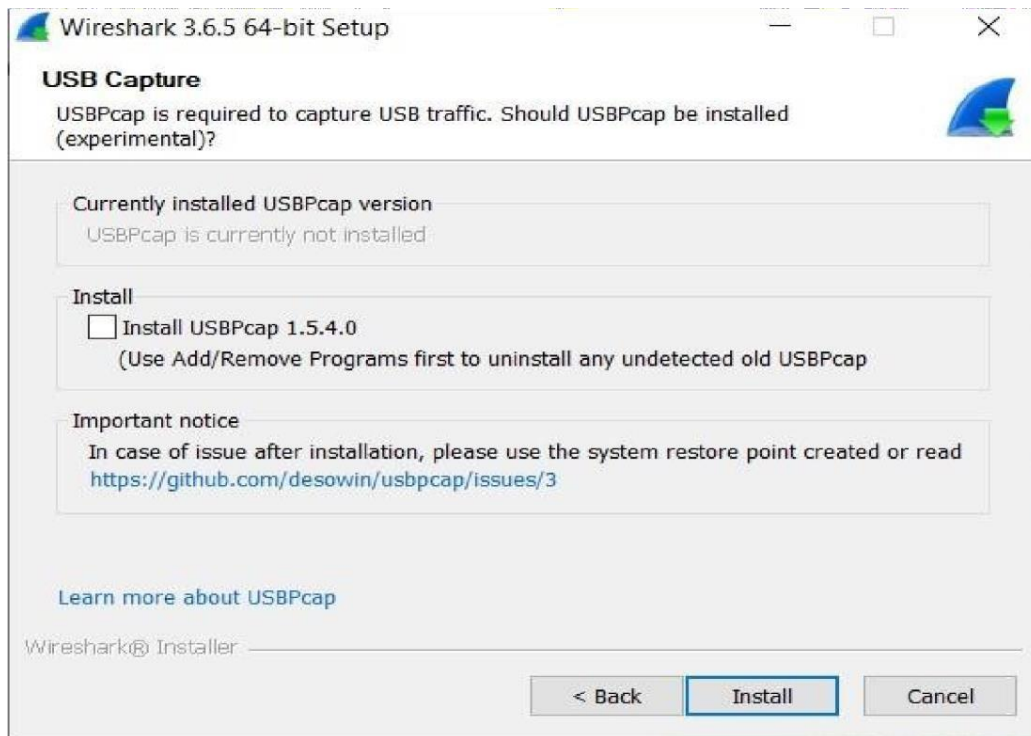 Wireshark 3.6.5 64-bit Setup
USB Capture
USBPcap is required to capture USB traffic. Should USBPcap be installed
(experimental)?
Currently installed USBPcap version
USBPcap is currently not installed
Install
Install USBPcap 1.5.4.0
(Use Add/Remove Programs first to uninstall any undetected old USBPcap
Important notice
In case of issue after installation, please use the system restore point created or read
https://github.com/desowin/usbpcap/issues/3
Learn more about USBPcap
Wireshark® Installer
< Back
Install
Cancel